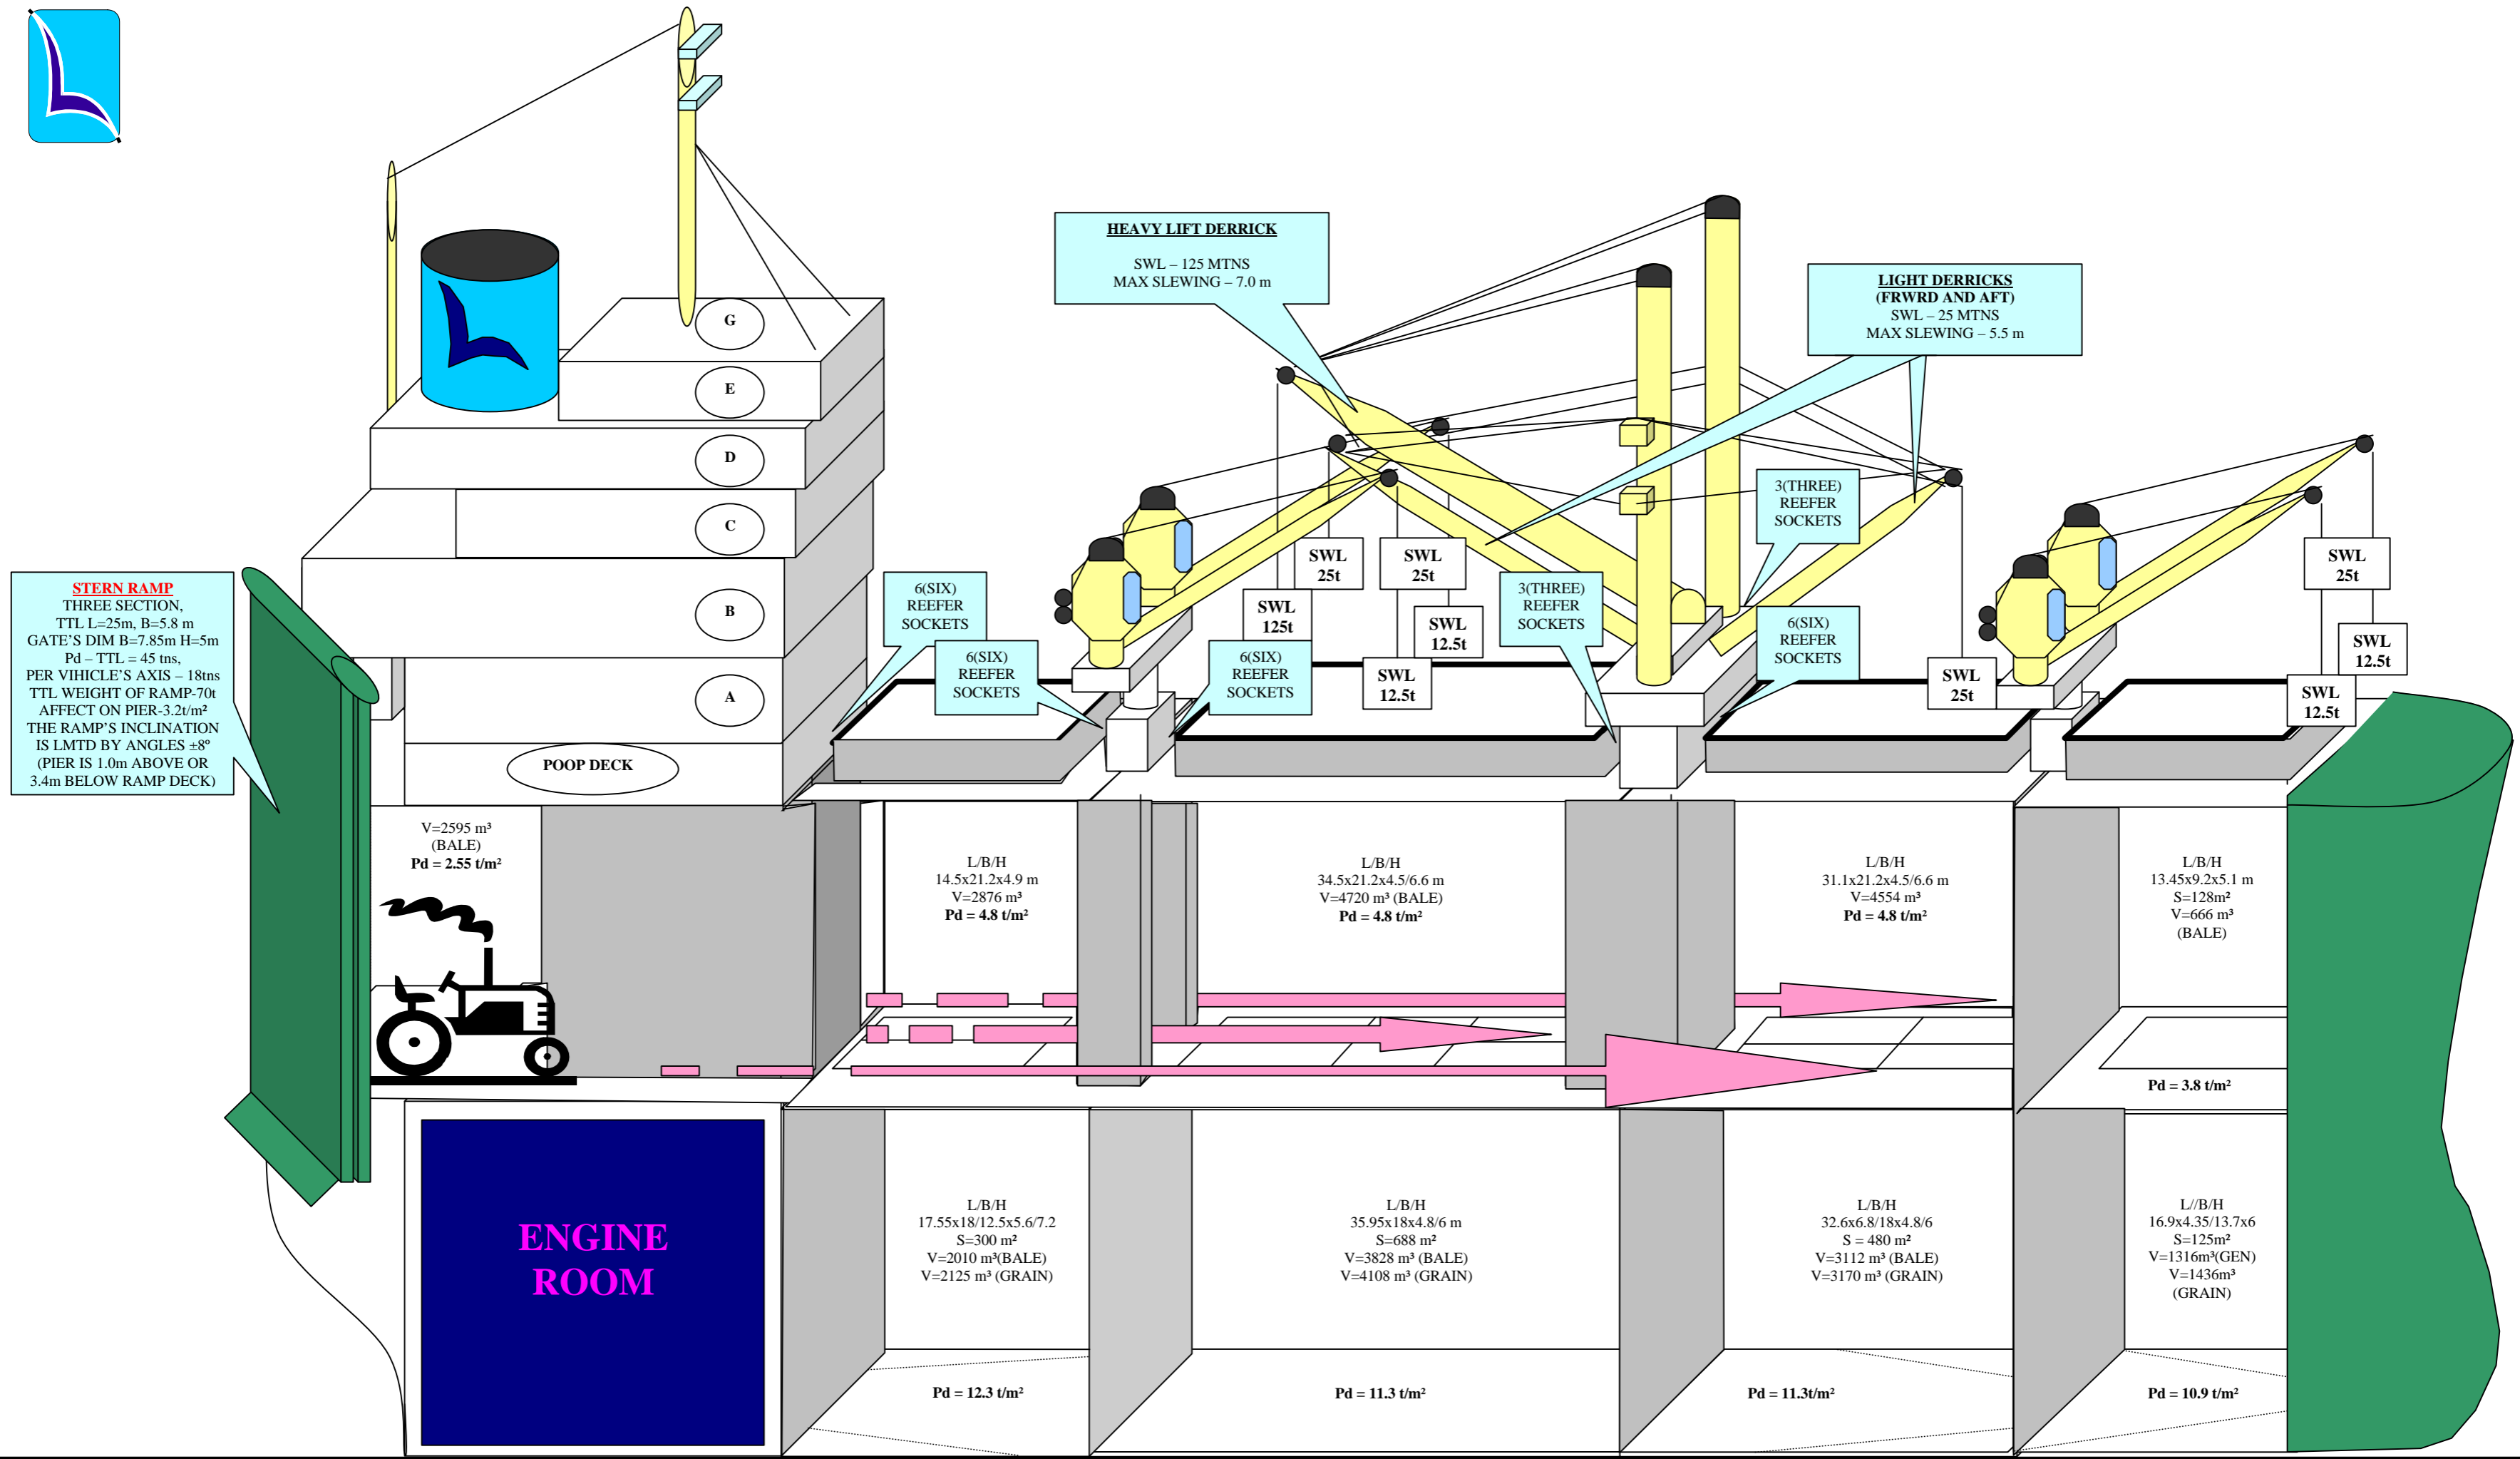 HEAVY LIFT DERRICK
SWL – 125 MTNS
MAX SLEWING – 7.0 m
LIGHT DERRICKS
(FRWRD AND AFT)
SWL – 25 MTNS
MAX SLEWING – 5.5 m
G
E
D
C
B
A
POOP DECK
STERN RAMP
THREE SECTION,
TTL L=25m, B=5.8 m
GATE'S DIM B=7.85m H=5m
Pd – TTL = 45 tns,
PER VIHICLE'S AXIS – 18tns
TTL WEIGHT OF RAMP-70t
AFFECT ON PIER-3.2t/m²
THE RAMP'S INCLINATION
IS LMTD BY ANGLES ±8º
(PIER IS 1.0m ABOVE OR
3.4m BELOW RAMP DECK)
6(SIX)
REEFER
SOCKETS
6(SIX)
REEFER
SOCKETS
6(SIX)
REEFER
SOCKETS
SWL
25t
SWL
25t
SWL
125t
SWL
12.5t
SWL
12.5t
3(THREE)
REEFER
SOCKETS
3(THREE)
REEFER
SOCKETS
6(SIX)
REEFER
SOCKETS
SWL
25t
SWL
25t
SWL
12.5t
SWL
12.5t
V=2595 m³
(BALE)
Pd = 2.55 t/m²
L/B/H
14.5x21.2x4.9 m
V=2876 m³
Pd = 4.8 t/m²
L/B/H
34.5x21.2x4.5/6.6 m
V=4720 m³ (BALE)
Pd = 4.8 t/m²
L/B/H
31.1x21.2x4.5/6.6 m
V=4554 m³
Pd = 4.8 t/m²
L/B/H
13.45x9.2x5.1 m
S=128m²
V=666 m³
(BALE)
Pd = 3.8 t/m²
ENGINE
ROOM
L/B/H
17.55x18/12.5x5.6/7.2
S=300 m²
V=2010 m³(BALE)
V=2125 m³ (GRAIN)
L/B/H
35.95x18x4.8/6 m
S=688 m²
V=3828 m³ (BALE)
V=4108 m³ (GRAIN)
L/B/H
32.6x6.8/18x4.8/6
S = 480 m²
V=3112 m³ (BALE)
V=3170 m³ (GRAIN)
L//B/H
16.9x4.35/13.7x6
S=125m²
V=1316m³(GEN)
V=1436m³
(GRAIN)
Pd = 12.3 t/m²
Pd = 11.3 t/m²
Pd = 11.3t/m²
Pd = 10.9 t/m²